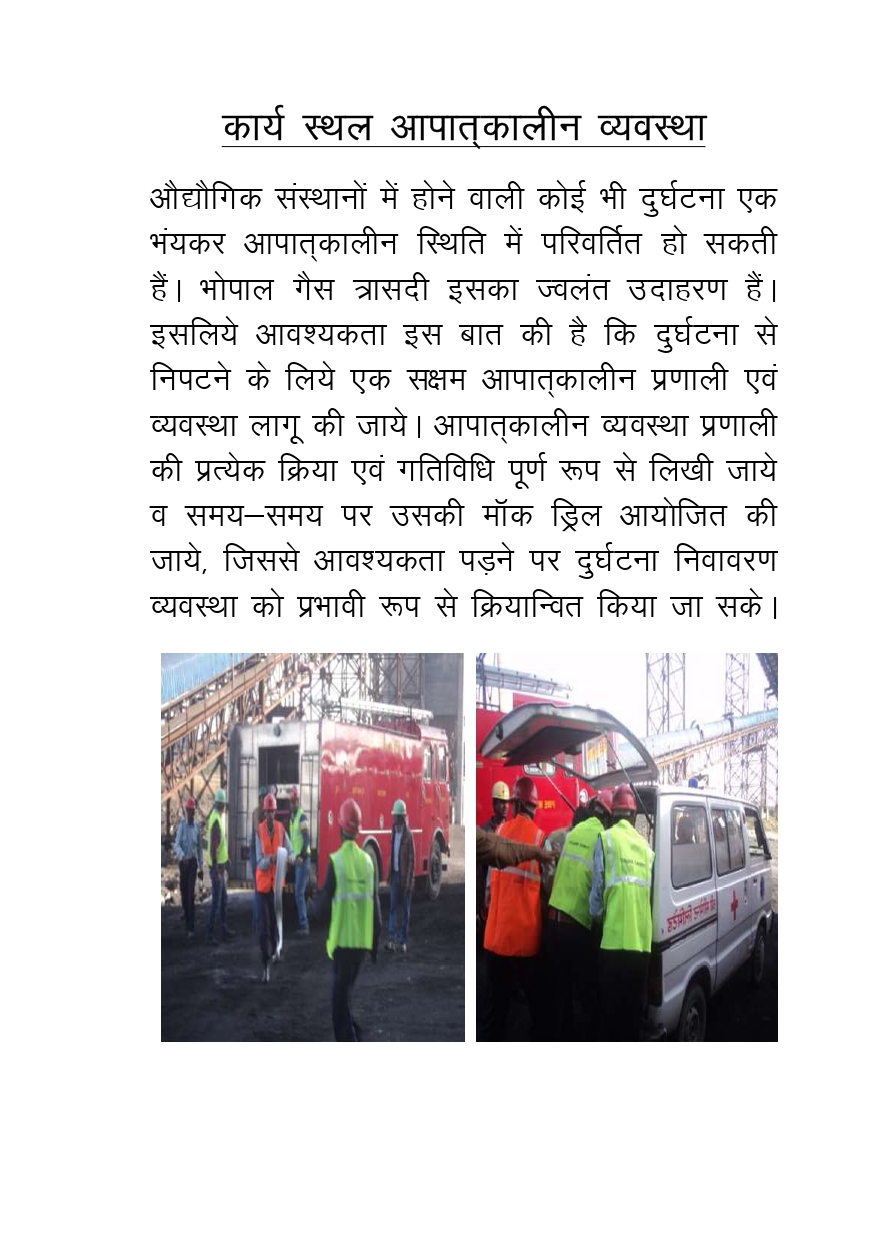 कार्य स्थल आपात्कालीन व्यवस्था
औद्यौगिक संस्थानों में होने वाली कोई भी दुर्घटना एक
भंयकर आपात्कालीन स्थिति में परिवर्तित हो सकती
हैं। भोपाल गैस त्रासदी इसका ज्वलंत उदाहरण हैं।
इसलिये आवश्यकता इस बात की है कि दुर्घटना से
निपटने के लिये एक सक्षम आपात्कालीन प्रणाली एवं
व्यवस्था लागू की जाये। आपात्कालीन व्यवस्था प्रणाली
की प्रत्येक क्रिया एवं गतिविधि पूर्ण रूप से लिखी जाये
व समय–समय पर उसकी मॉक ड्रिल आयोजित की
जाये, जिससे आवश्यकता पड़ने पर दुर्घटना निवावरण
व्यवस्था को प्रभावी रूप से क्रियान्वित किया जा सके।